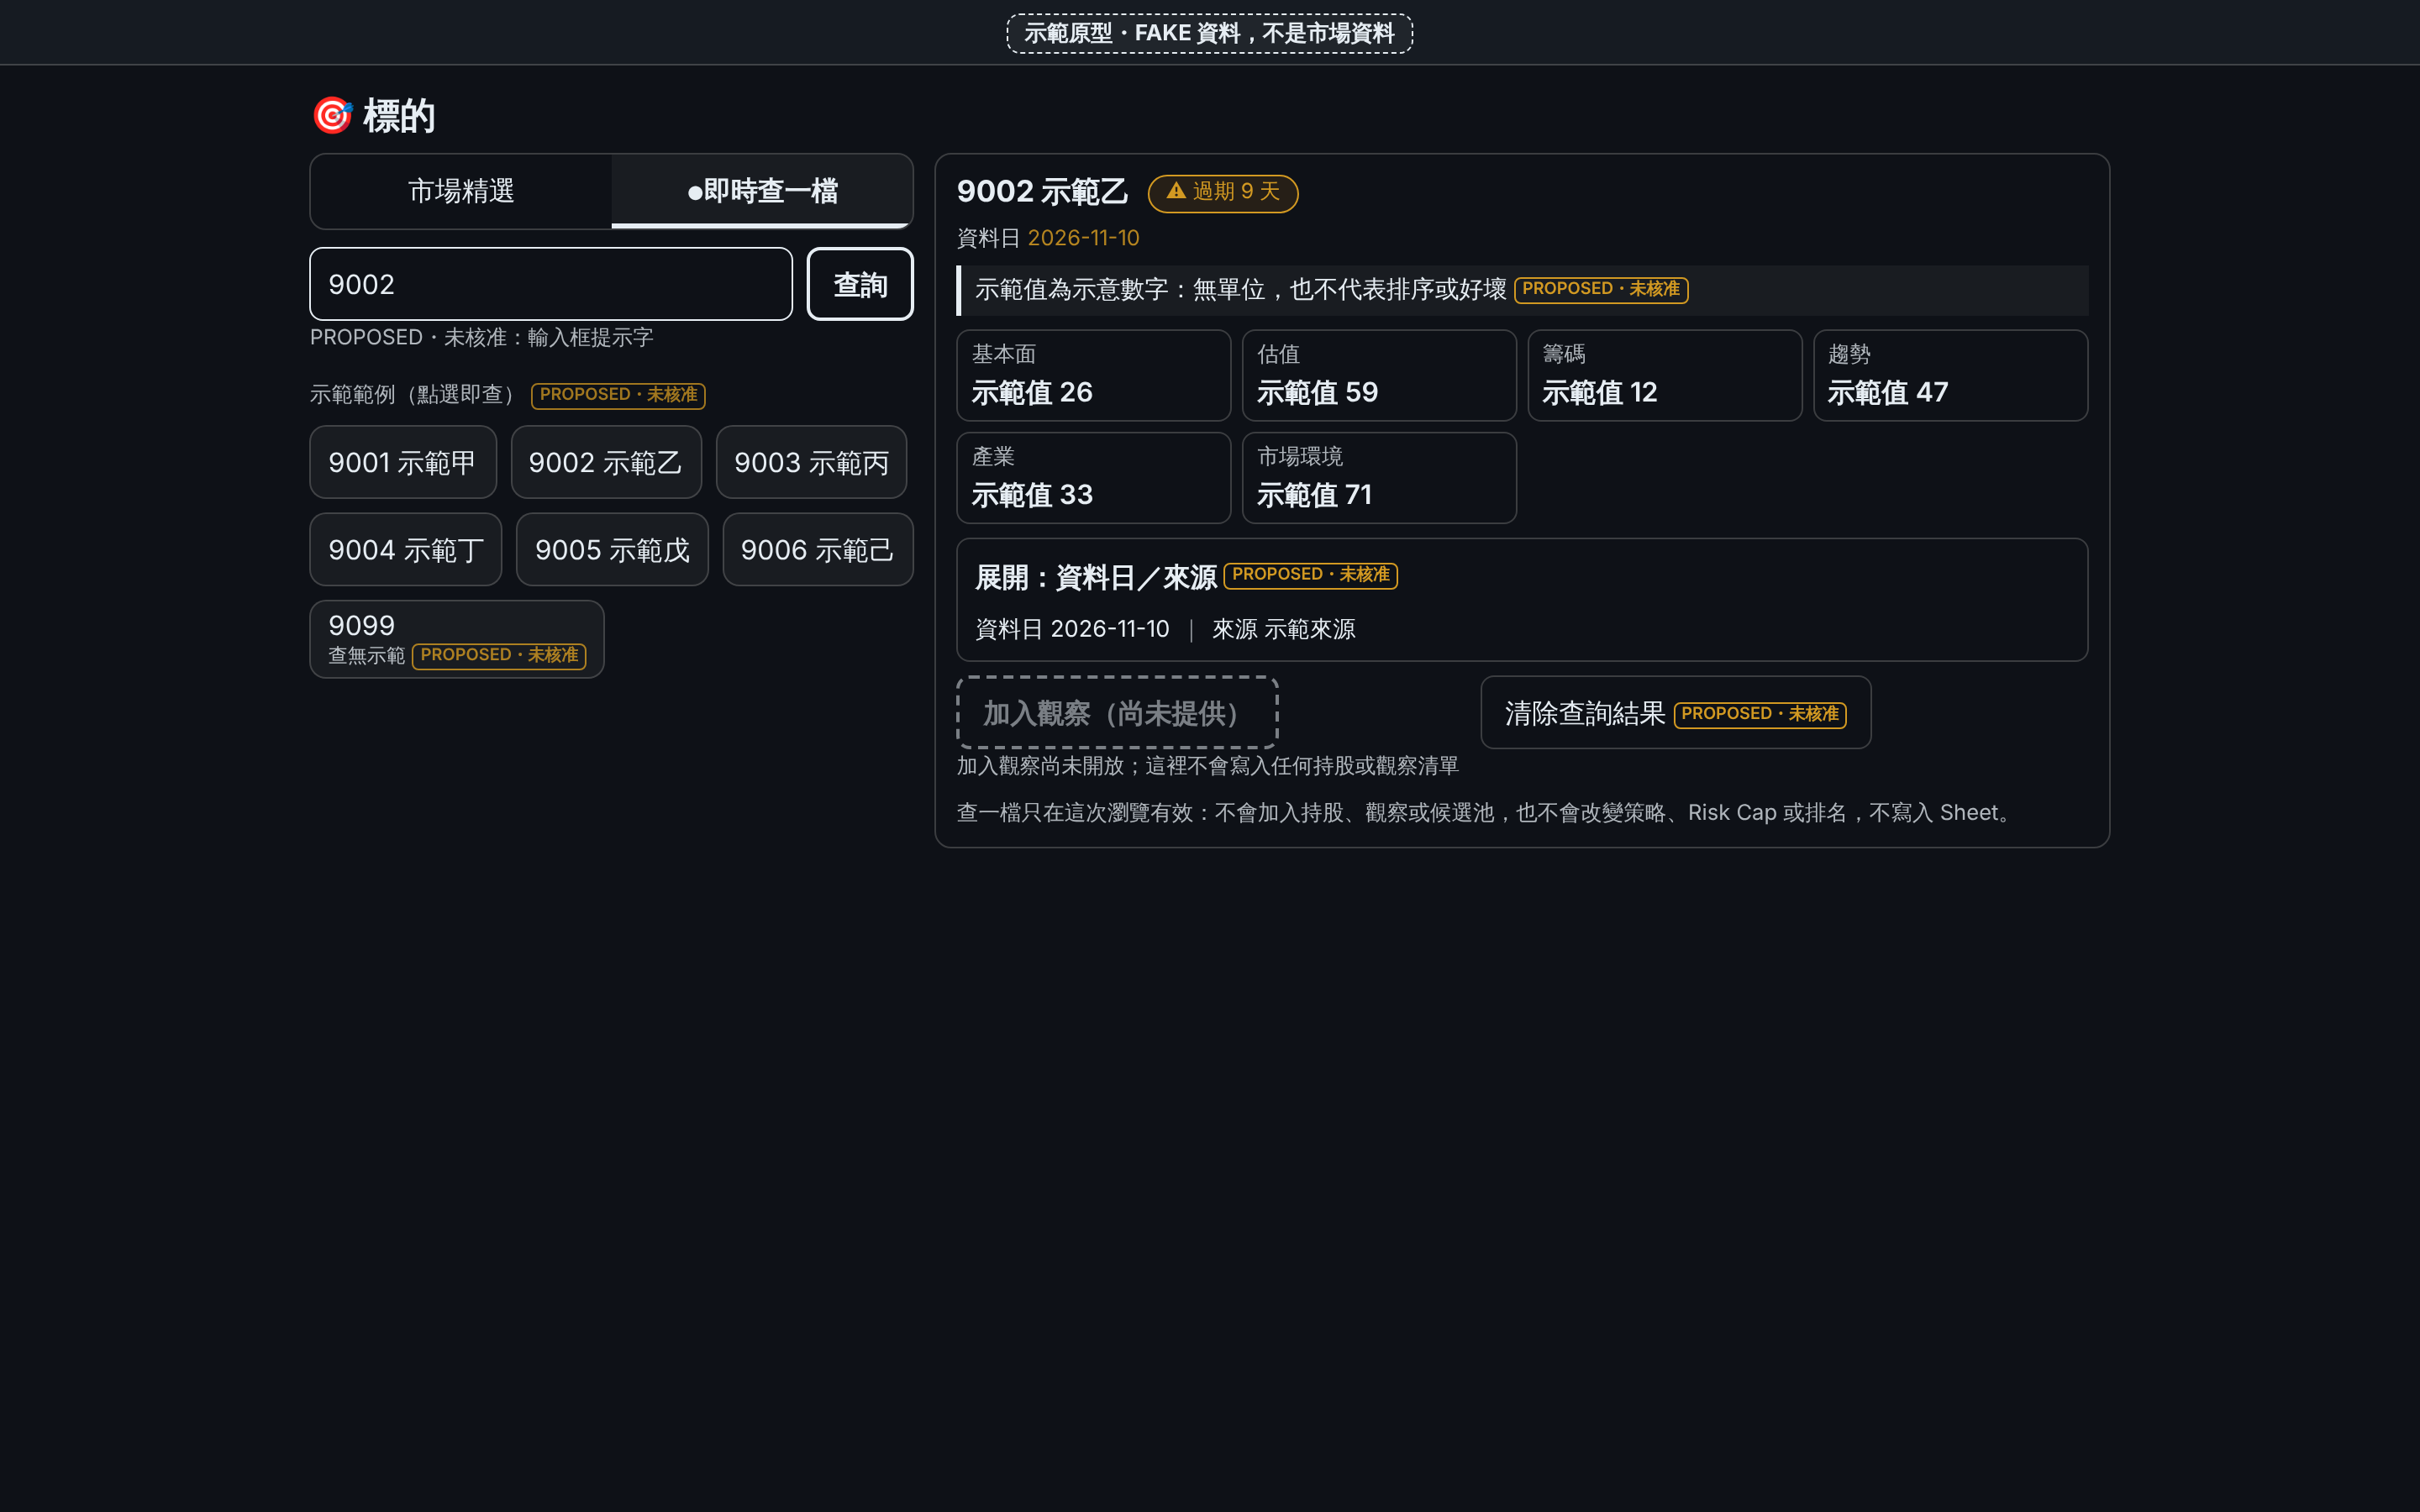 示範原型・FAKE 資料，不是市場資料
🎯 標的
市場精選
●即時查一檔
9002
查詢
PROPOSED・未核准：輸入框提示字
示範範例（點選即查） PROPOSED・未核准
9001 示範甲
9002 示範乙
9003 示範丙
9004 示範丁
9005 示範戊
9006 示範己
9099
查無示範 PROPOSED・未核准
9002 示範乙 ⚠ 過期 9 天
資料日 2026-11-10
示範值為示意數字：無單位，也不代表排序或好壞 PROPOSED・未核准
基本面
示範值 26
估值
示範值 59
籌碼
示範值 12
趨勢
示範值 47
產業
示範值 33
市場環境
示範值 71
展開：資料日／來源 PROPOSED・未核准
資料日 2026-11-10 ｜ 來源 示範來源
加入觀察（尚未提供）
清除查詢結果 PROPOSED・未核准
加入觀察尚未開放；這裡不會寫入任何持股或觀察清單
查一檔只在這次瀏覽有效：不會加入持股、觀察或候選池，也不會改變策略、Risk Cap 或排名，不寫入 Sheet。